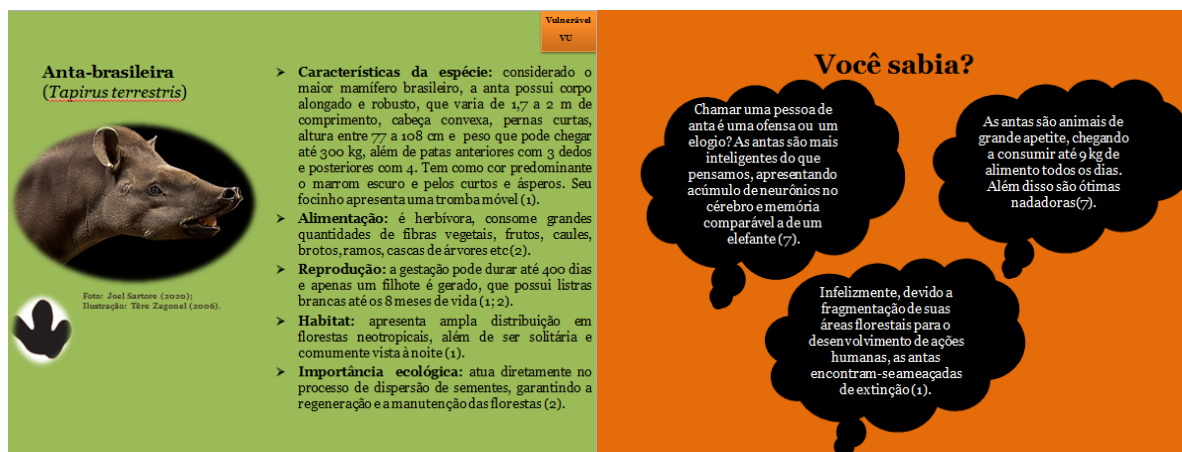 Vulnerável
VU
Anta-brasileira
(Tapirus terrestris)
Foto: Joel Sartore (2020);
Ilustração: Tère Zagonel (2006).
➤ Características da espécie: considerado o
maior mamífero brasileiro, a anta possui corpo
alongado e robusto, que varia de 1,7 a 2 m de
comprimento, cabeça convexa, pernas curtas,
altura entre 77 a 108 cm e peso que pode chegar
até 300 kg, além de patas anteriores com 3 dedos
e posteriores com 4. Tem como cor predominante
o marrom escuro e pelos curtos e ásperos. Seu
focinho apresenta uma tromba móvel (1).
➤ Alimentação: é herbívora, consome grandes
quantidades de fibras vegetais, frutos, caules,
brotos, ramos, cascas de árvores etc(2).
➤ Reprodução: a gestação pode durar até 400 dias
e apenas um filhote é gerado, que possui listras
brancas até os 8 meses de vida (1; 2).
➤ Habitat: apresenta ampla distribuição em
florestas neotropicais, além de ser solitária e
comumente vista à noite (1).
➤ Importância ecológica: atua diretamente no
processo de dispersão de sementes, garantindo a
regeneração e a manutenção das florestas (2).
Você sabia?
Chamar uma pessoa de
anta é uma ofensa ou um
elogio? As antas são mais
inteligentes do que
pensamos, apresentando
acúmulo de neurônios no
cérebro e memória
comparável a de um
elefante (7).
As antas são animais de
grande apetite, chegando
a consumir até 9 kg de
alimento todos os dias.
Além disso são ótimas
nadadoras(7).
Infelizmente, devido a
fragmentação de suas
áreas florestais para o
desenvolvimento de ações
humanas, as antas
encontram-seameaçadas
de extinção (1).